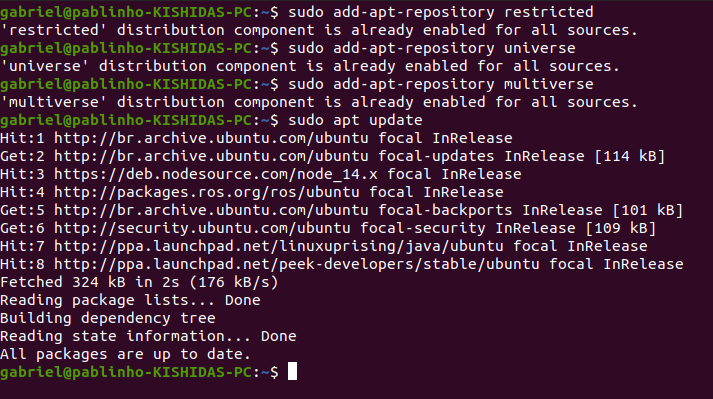 gabriel@pablinho-KISHIDAS-PC:~$ sudo add-apt-repository restricted
'restricted' distribution component is already enabled for all sources.
gabriel@pablinho-KISHIDAS-PC:~$ sudo add-apt-repository universe
'universe' distribution component is already enabled for all sources.
gabriel@pablinho-KISHIDAS-PC:~$ sudo add-apt-repository multiverse
'multiverse' distribution component is already enabled for all sources.
gabriel@pablinho-KISHIDAS-PC:~$ sudo apt update
Hit:1 http://br.archive.ubuntu.com/ubuntu focal InRelease
Get:2 http://br.archive.ubuntu.com/ubuntu focal-updates InRelease [114 kB]
Hit:3 https://deb.nodesource.com/node_14.x focal InRelease
Hit:4 http://packages.ros.org/ros/ubuntu focal InRelease
Get:5 http://br.archive.ubuntu.com/ubuntu focal-backports InRelease [101 kB]
Get:6 http://security.ubuntu.com/ubuntu focal-security InRelease [109 kB]
Hit:7 http://ppa.launchpad.net/linuxuprising/java/ubuntu focal InRelease
Hit:8 http://ppa.launchpad.net/peek-developers/stable/ubuntu focal InRelease
Fetched 324 kB in 2s (176 kB/s)
Reading package lists... Done
Building dependency tree
Reading state information... Done
All packages are up to date.
gabriel@pablinho-KISHIDAS-PC:~$